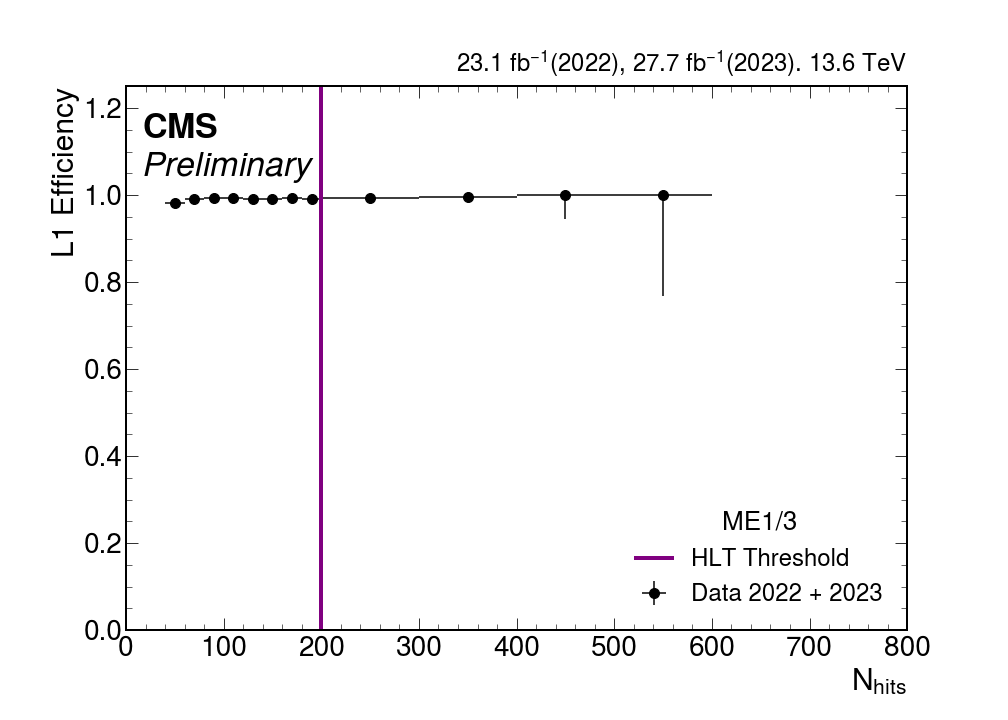 23.1 fb⁻¹(2022), 27.7 fb⁻¹(2023). 13.6 TeV
CMS
Preliminary
L1 Efficiency
1.2
1.0
0.8
0.6
0.4
0.2
0.0
ME1/3
HLT Threshold
Data 2022 + 2023
0 100 200 300 400 500 600 700 800
N_hits